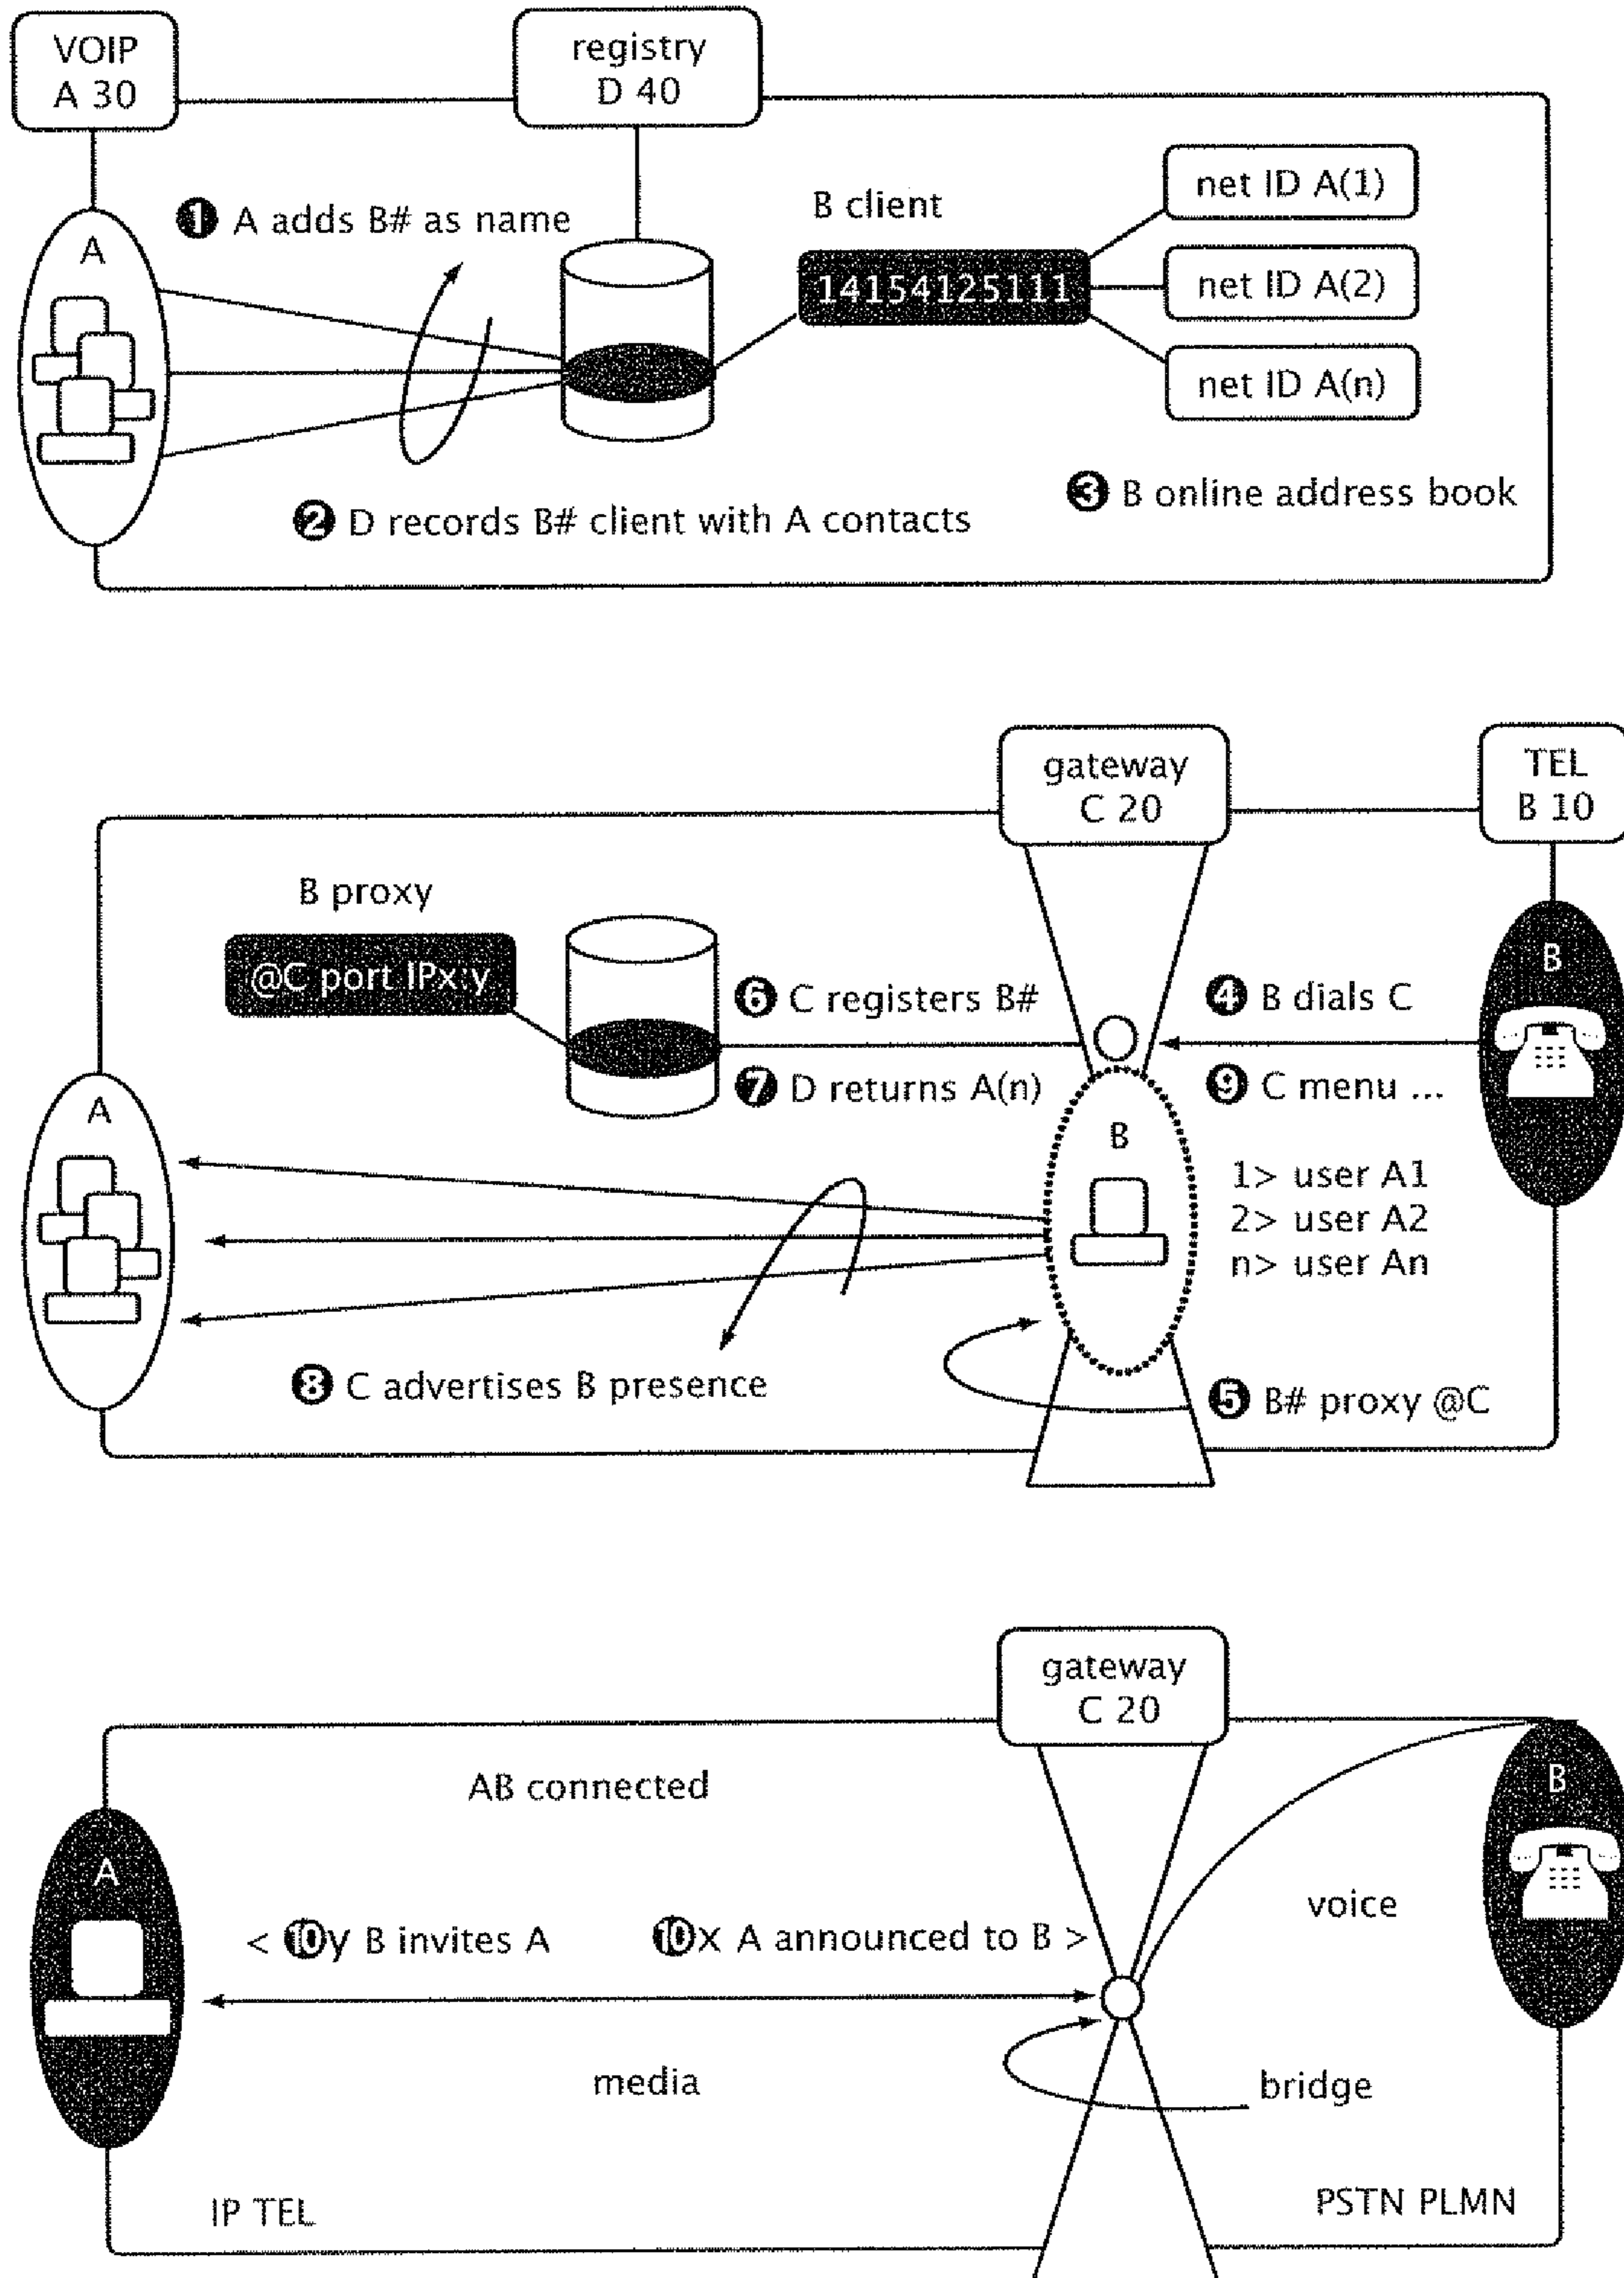 VOIP
A 30
registry
D 40
❶ A adds B# as name
A
B client
14154125111
net ID A(1)
net ID A(2)
net ID A(n)
❷ D records B# client with A contacts
❸ B online address book
gateway
C 20
TEL
B 10
B proxy
@C port IPx:y
❻ C registers B#
❼ D returns A(n)
❹ B dials C
❾ C menu ...
B
A
B
1> user A1
2> user A2
n> user An
❽ C advertises B presence
❺ B# proxy @C
gateway
C 20
AB connected
A
B
< ❿y B invites A
❿x A announced to B >
voice
media
bridge
IP TEL
PSTN PLMN